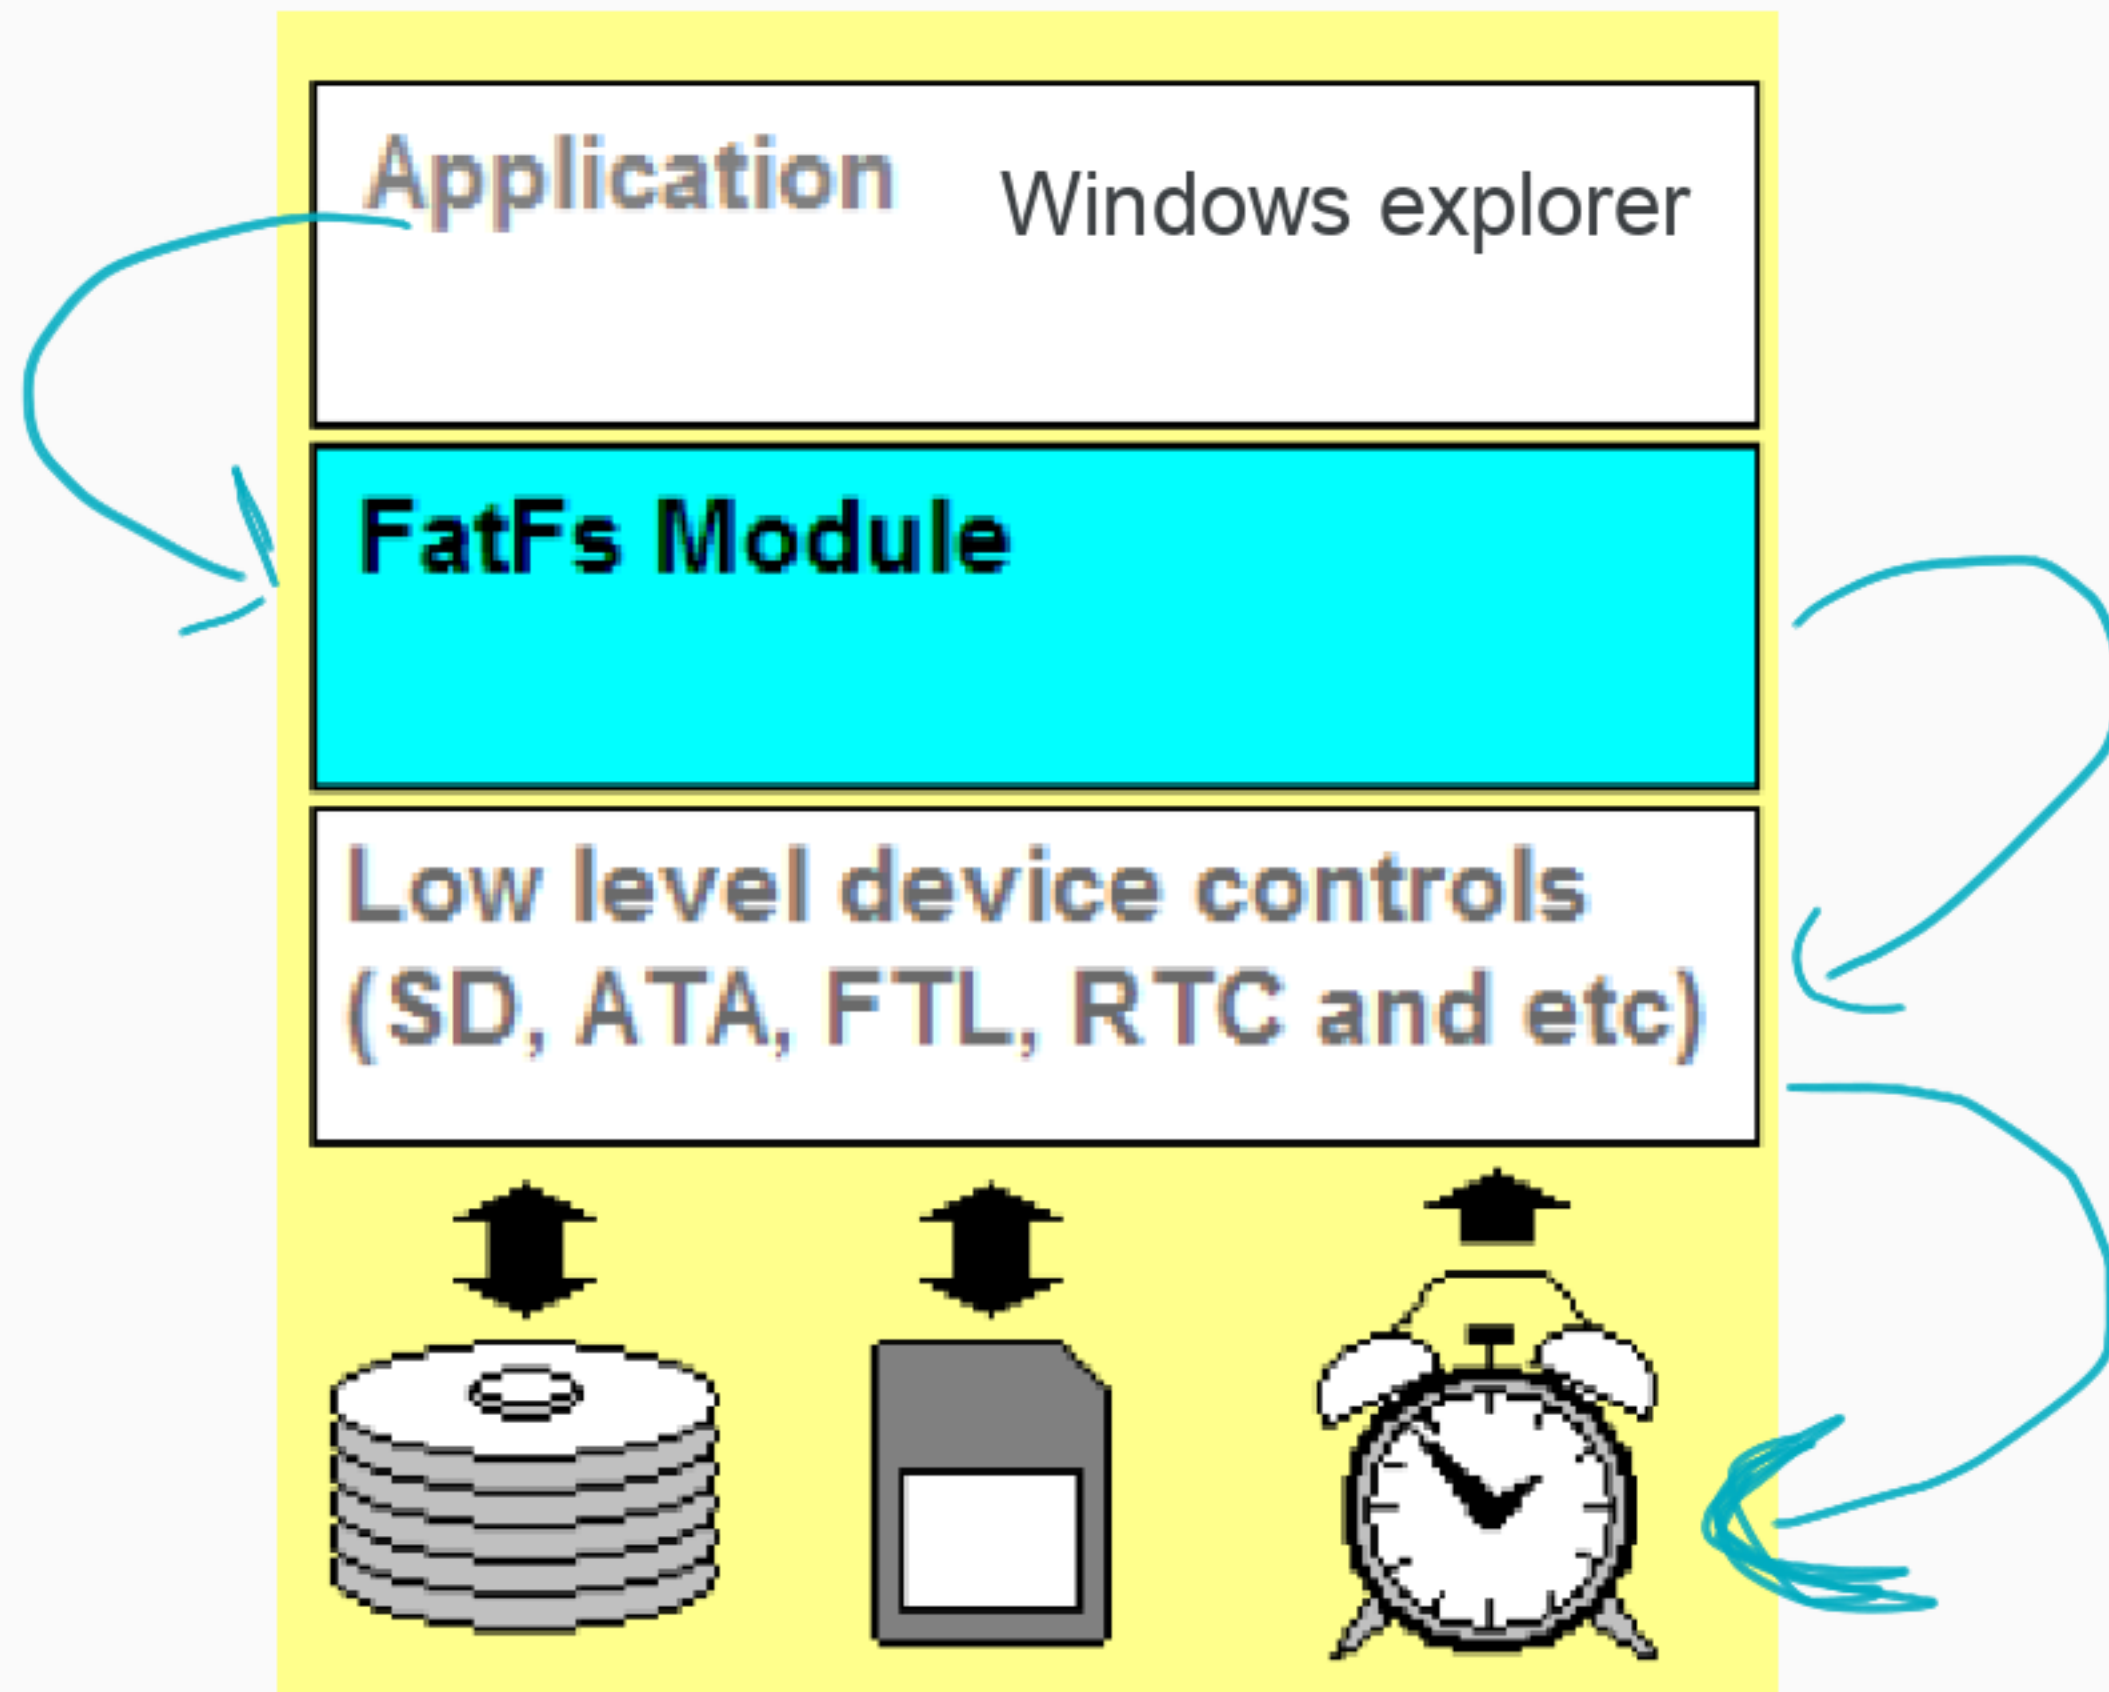 Application Windows explorer
FatFs Module
Low level device controls
(SD, ATA, FTL, RTC and etc)